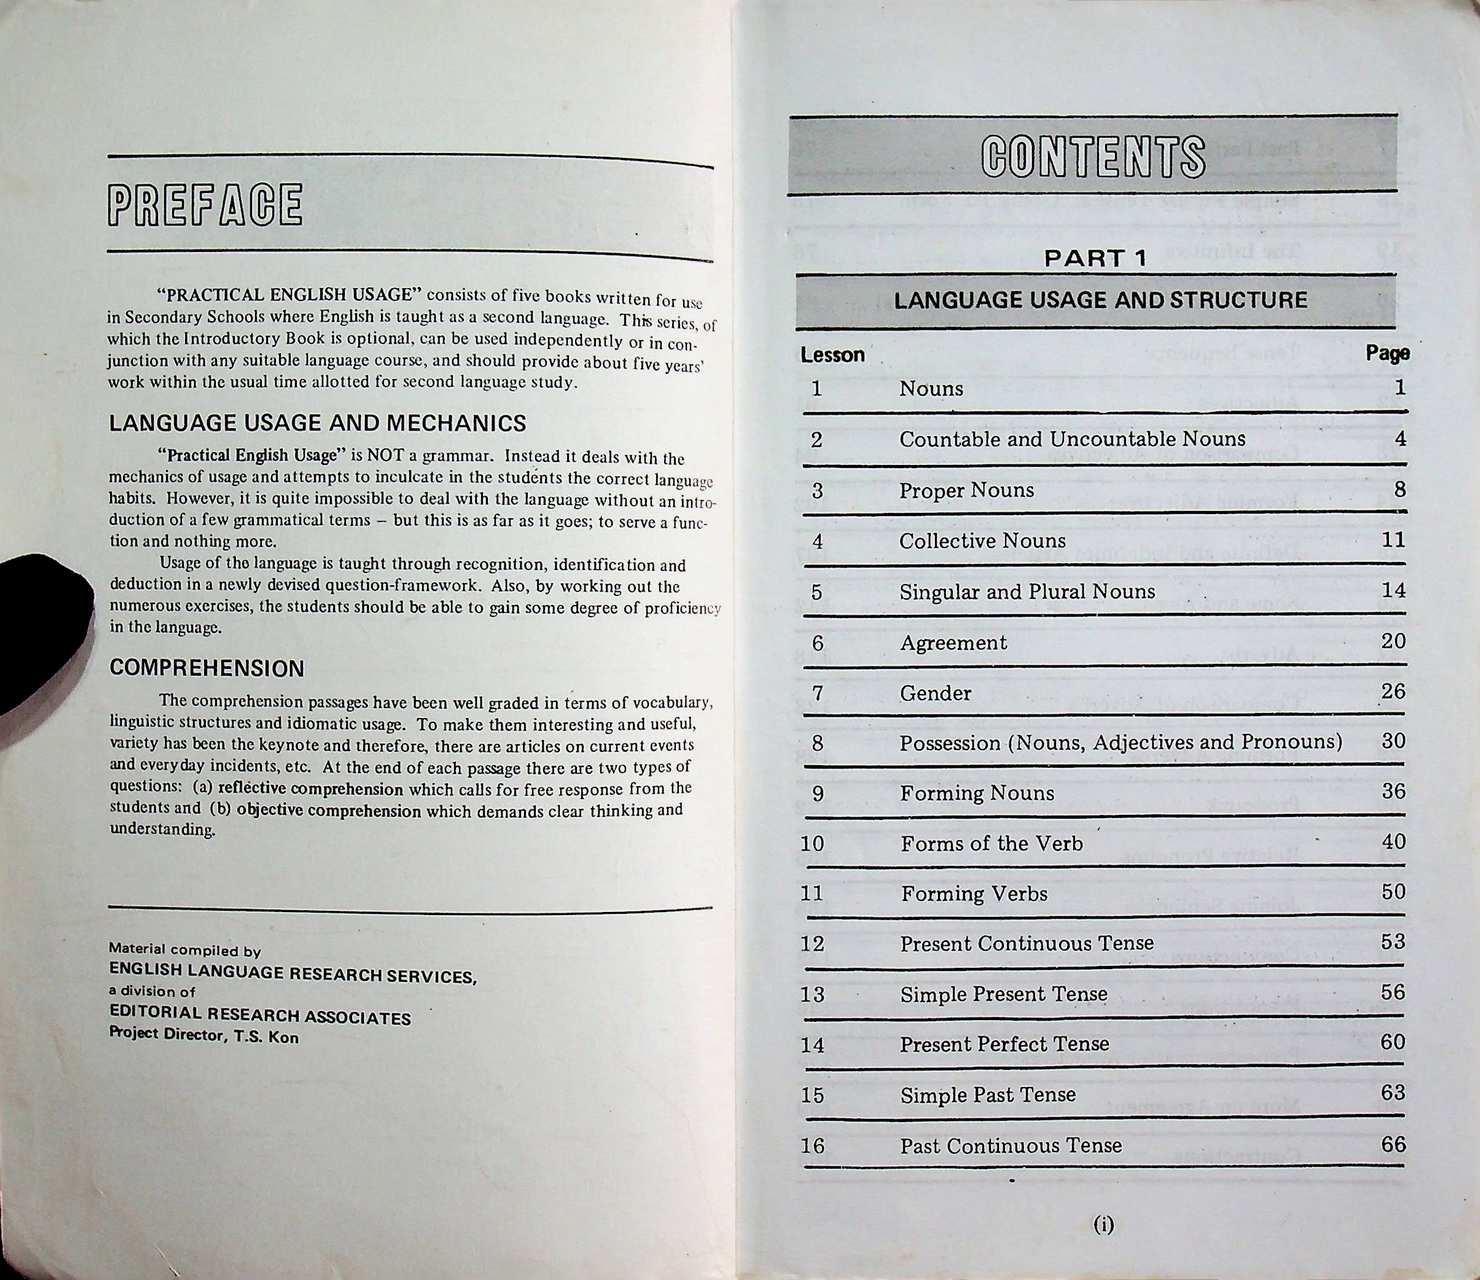 PREFACE
“PRACTICAL ENGLISH USAGE” consists of five books written for use
in Secondary Schools where English is taught as a second language. This series, of
which the Introductory Book is optional, can be used independently or in con-
junction with any suitable language course, and should provide about five years’
work within the usual time allotted for second language study.
LANGUAGE USAGE AND MECHANICS
“Practical English Usage” is NOT a grammar. Instead it deals with the
mechanics of usage and attempts to inculcate in the students the correct language
habits. However, it is quite impossible to deal with the language without an intro-
duction of a few grammatical terms – but this is as far as it goes; to serve a func-
tion and nothing more.
Usage of the language is taught through recognition, identification and
deduction in a newly devised question-framework. Also, by working out the
numerous exercises, the students should be able to gain some degree of proficiency
in the language.
COMPREHENSION
The comprehension passages have been well graded in terms of vocabulary,
linguistic structures and idiomatic usage. To make them interesting and useful,
variety has been the keynote and therefore, there are articles on current events
and everyday incidents, etc. At the end of each passage there are two types of
questions: (a) reflective comprehension which calls for free response from the
students and (b) objective comprehension which demands clear thinking and
understanding.
Material compiled by
ENGLISH LANGUAGE RESEARCH SERVICES,
a division of
EDITORIAL RESEARCH ASSOCIATES
Project Director, T.S. Kon
CONTENTS
PART 1
LANGUAGE USAGE AND STRUCTURE
Lesson Page
1 Nouns 1
2 Countable and Uncountable Nouns 4
3 Proper Nouns 8
4 Collective Nouns 11
5 Singular and Plural Nouns 14
6 Agreement 20
7 Gender 26
8 Possession (Nouns, Adjectives and Pronouns) 30
9 Forming Nouns 36
10 Forms of the Verb 40
11 Forming Verbs 50
12 Present Continuous Tense 53
13 Simple Present Tense 56
14 Present Perfect Tense 60
15 Simple Past Tense 63
16 Past Continuous Tense 66
(i)